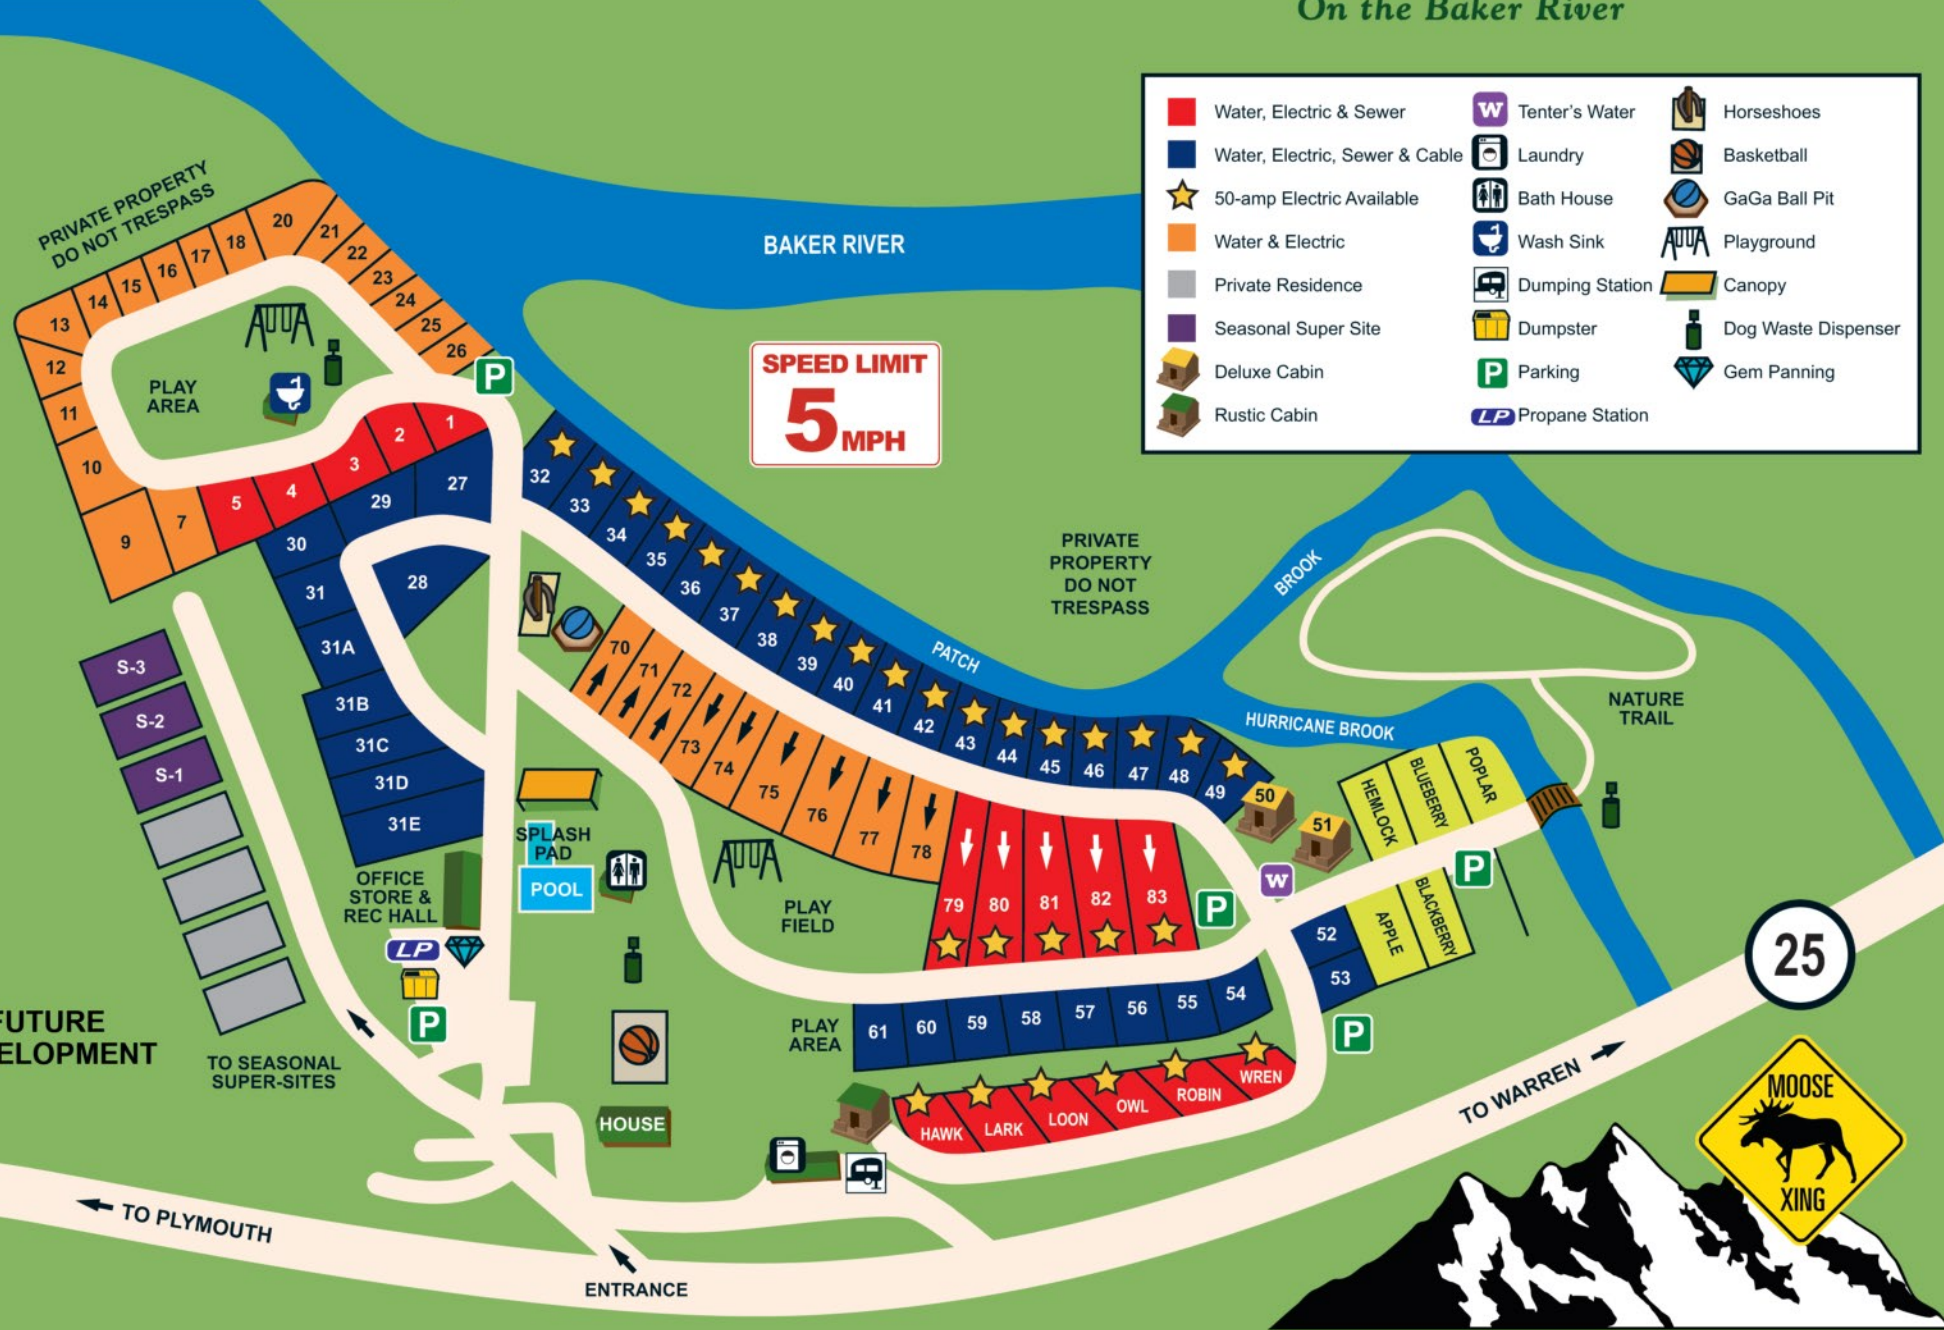 On the Baker River
Water, Electric & Sewer
Water, Electric, Sewer & Cable
50-amp Electric Available
Water & Electric
Private Residence
Seasonal Super Site
Deluxe Cabin
Rustic Cabin
W Tenter's Water
Laundry
Bath House
Wash Sink
Dumping Station
Dumpster
P Parking
LP Propane Station
Horseshoes
Basketball
GaGa Ball Pit
Playground
Canopy
Dog Waste Dispenser
Gem Panning
PRIVATE PROPERTY
DO NOT TRESPASS
BAKER RIVER
SPEED LIMIT
5 MPH
20
21
22
23
24
25
26
18
17
16
15
14
13
12
11
10
9
7
5
4
3
2
1
P
PLAY
AREA
27
29
30
31
28
31A
31B
31C
31D
31E
32
33
34
35
36
37
38
39
40
41
42
43
44
45
46
47
48
49
50
51
PRIVATE
PROPERTY
DO NOT
TRESPASS
BROOK
PATCH
HURRICANE BROOK
NATURE
TRAIL
S-3
S-2
S-1
70
71
72
73
74
75
76
77
78
79
80
81
82
83
HEMLOCK
BLUEBERRY
POPLAR
APPLE
BLACKBERRY
P
W
P
SPLASH
PAD
POOL
OFFICE
STORE &
REC HALL
LP
P
PLAY
FIELD
52
53
54
55
56
57
58
59
60
61
PLAY
AREA
P
HAWK
LARK
LOON
OWL
ROBIN
WREN
FUTURE
ELOPMENT
TO SEASONAL
SUPER-SITES
HOUSE
25
TO WARREN
MOOSE
XING
TO PLYMOUTH
ENTRANCE